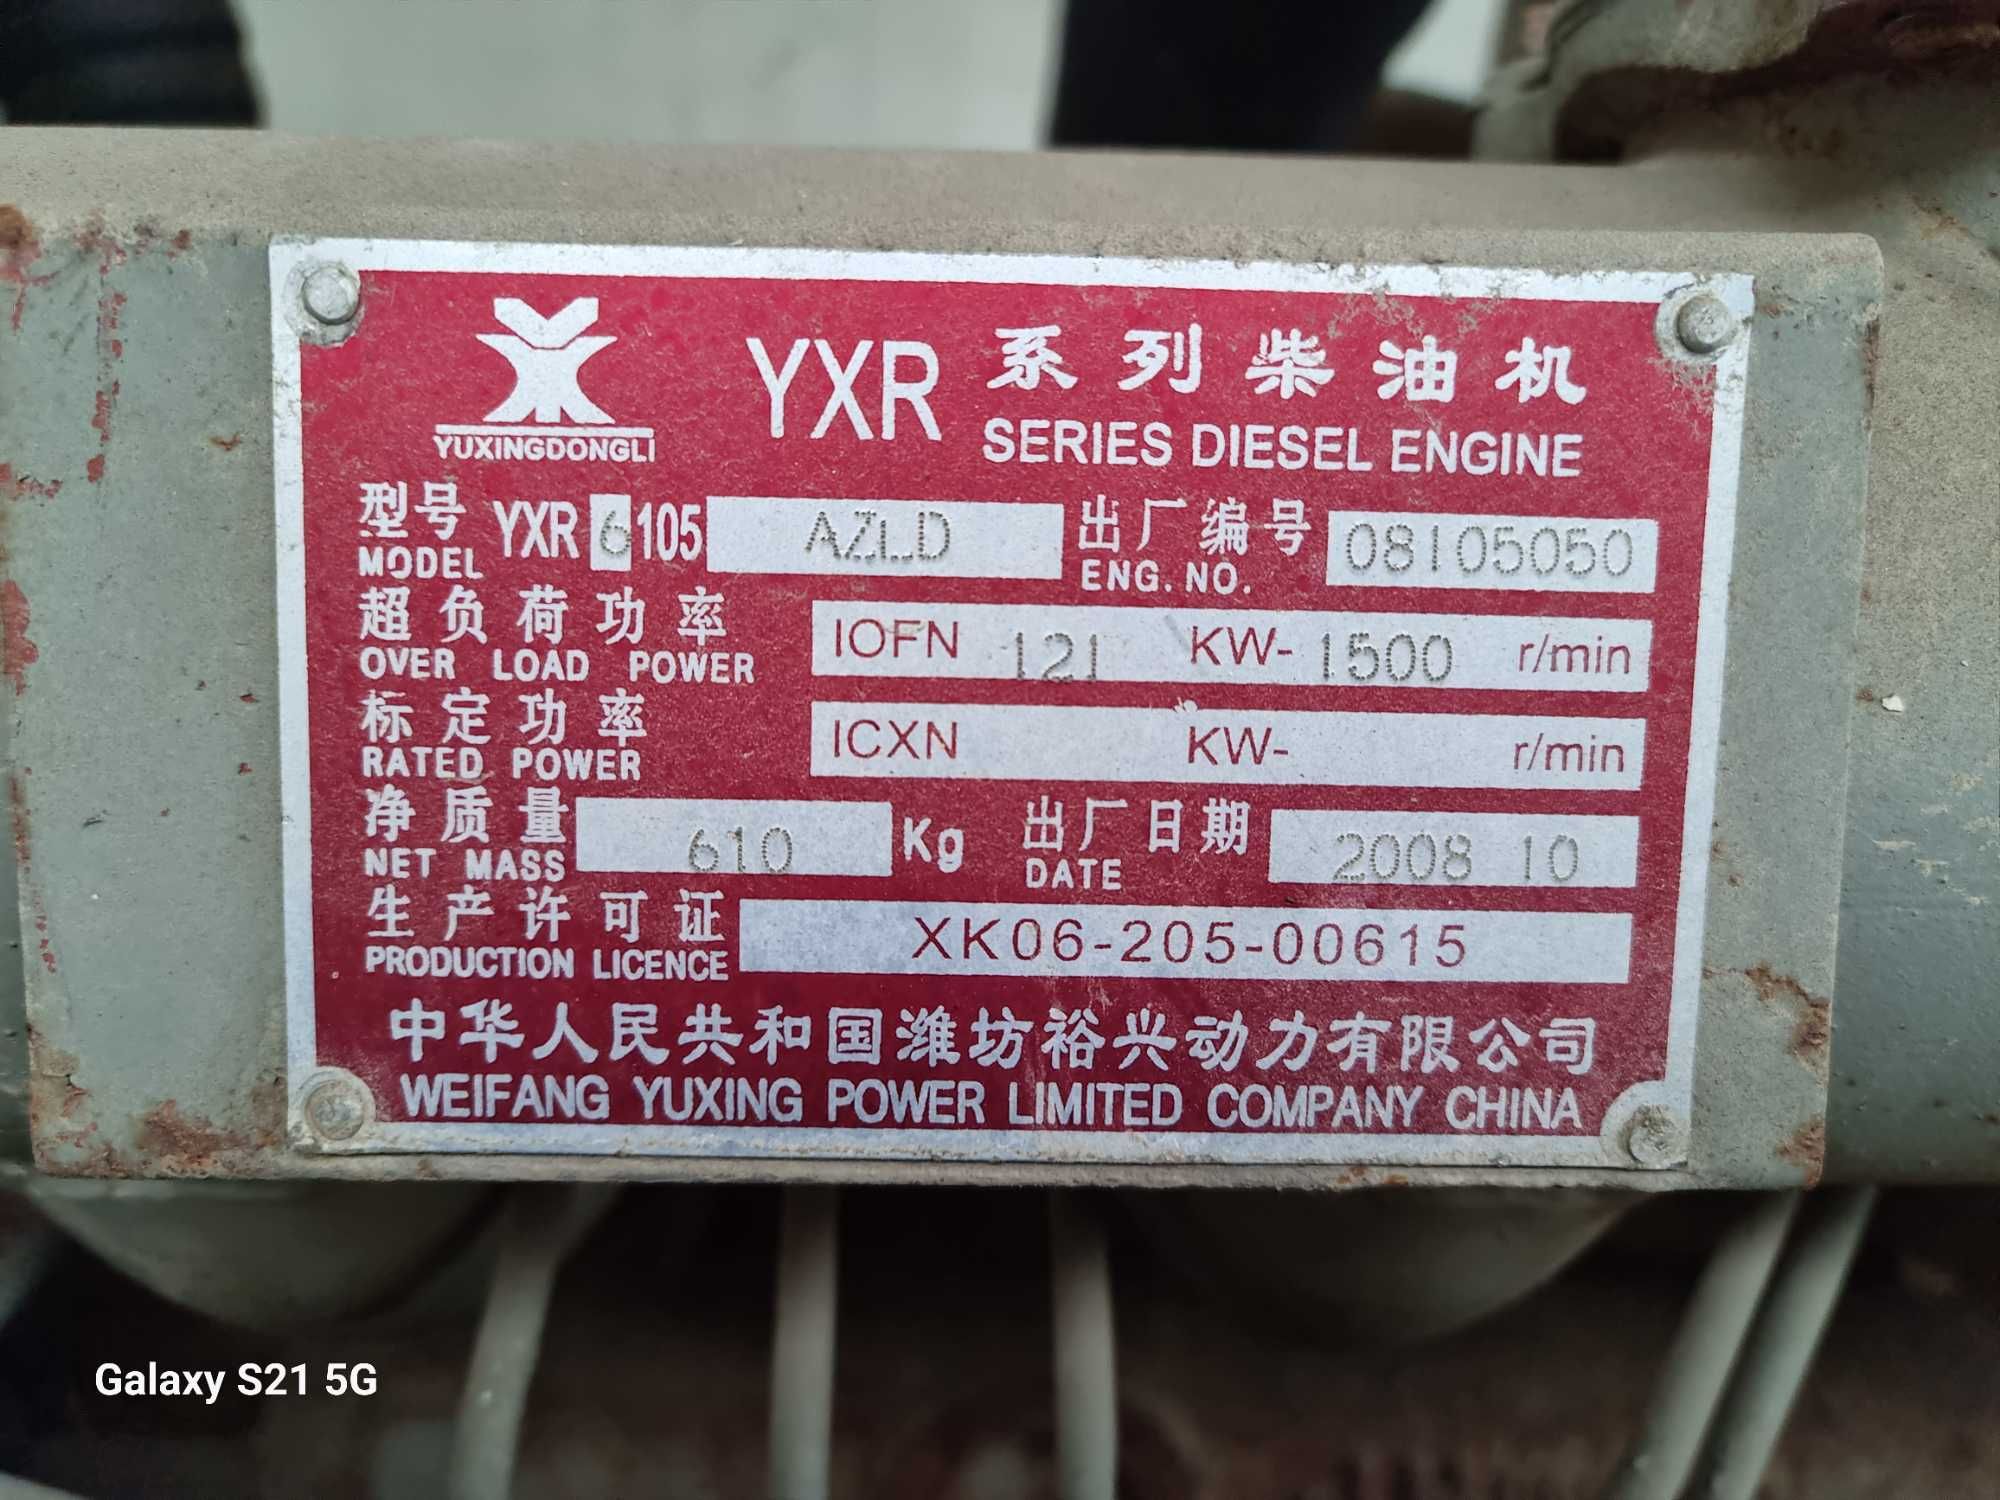 YUXINGDONGLI
YXR 系列柴油机
SERIES DIESEL ENGINE
型号 YXR 6 105 AZLD 出厂编号 08105050
MODEL ENG. NO.
超负荷功率 IOFN 121 KW- 1500 r/min
OVER LOAD POWER
标定功率 ICXN KW- r/min
RATED POWER
净质量 610 Kg 出厂日期 2008 10
NET MASS DATE
生产许可证 XK06-205-00615
PRODUCTION LICENCE
中华人民共和国潍坊裕兴动力有限公司
WEIFANG YUXING POWER LIMITED COMPANY CHINA
Galaxy S21 5G